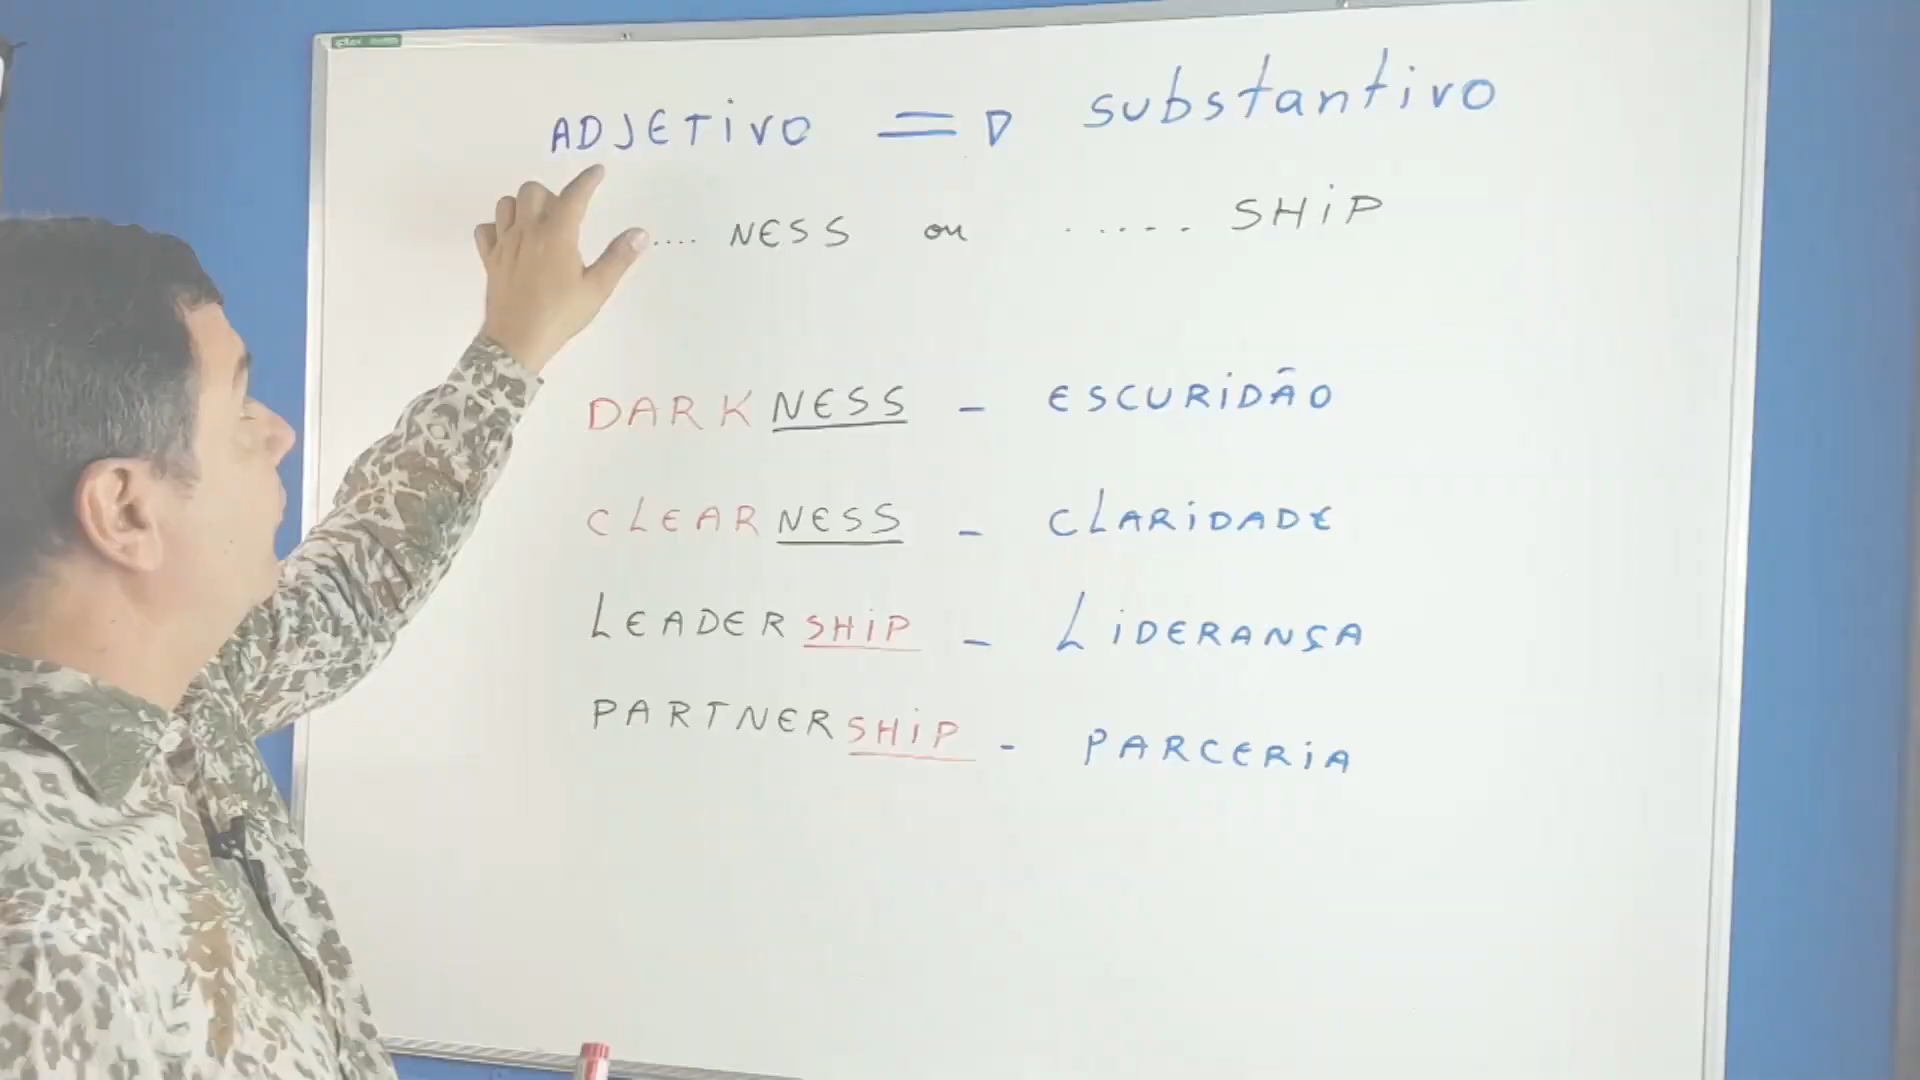 ADJETiVO => substantivo
.... NESS ou ..... SHiP
DARKNESS - ESCURiDÃO
CLEARNESS - CLARiDADE
LEADERSHiP - LiDERANÇA
PARTNERSHiP - PARCERiA